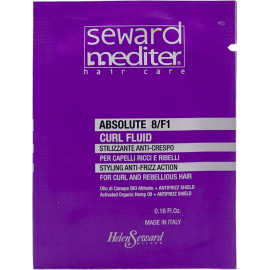 seward
mediter®
hair care
ABSOLUTE 8/F1
CURL FLUID
STILIZZANTE ANTI-CRESPO
PER CAPELLI RICCI E RIBELLI
STYLING ANTI-FRIZZ ACTION
FOR CURL AND REBELLIOUS HAIR
Olio di Canapa BIO Attivato + ANTIFRIZZ SHIELD
Activated Organic Hemp Oil + ANTIFRIZZ SHIELD
0.16 Fl.Oz.
MADE IN ITALY
Helen Seward
MILANO